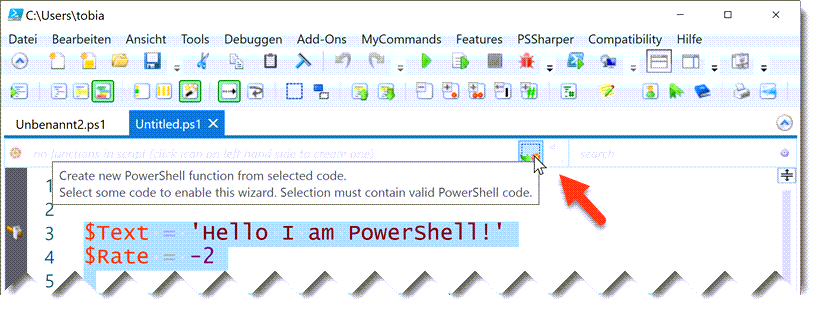 C:\Users\tobia
Datei Bearbeiten Ansicht Tools Debuggen Add-Ons MyCommands Features PSSharper Compatibility Hilfe
Unbenannt2.ps1 Untitled.ps1
no function in script (click icon on left navigation to create one) search
Create new PowerShell function from selected code.
Select some code to enable this wizard. Selection must contain valid PowerShell code.
1
2
3 $Text = 'Hello I am PowerShell!'
4 $Rate = -2
5